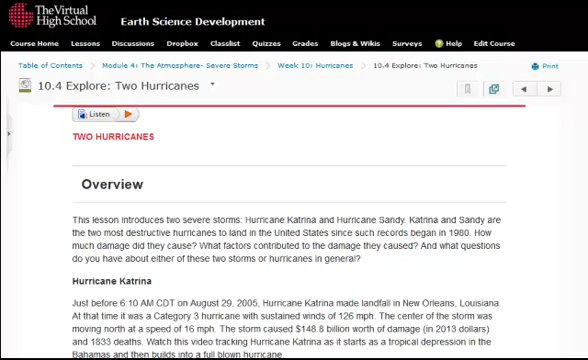 The Virtual
High School
Earth Science Development
Course Home Lessons Discussions Dropbox Classlist Quizzes Grades Blogs & Wikis Surveys Help Edit Course
Table of Contents > Module 4: The Atmosphere- Severe Storms > Week 10: Hurricanes > 10.4 Explore: Two Hurricanes Print
10.4 Explore: Two Hurricanes
Listen
TWO HURRICANES
Overview
This lesson introduces two severe storms: Hurricane Katrina and Hurricane Sandy. Katrina and Sandy are
the two most destructive hurricanes to land in the United States since such records began in 1980. How
much damage did they cause? What factors contributed to the damage they caused? And what questions
do you have about either of these two storms or hurricanes in general?
Hurricane Katrina
Just before 6:10 AM CDT on August 29, 2005, Hurricane Katrina made landfall in New Orleans, Louisiana.
At that time it was a Category 3 hurricane with sustained winds of 126 mph. The center of the storm was
moving north at a speed of 16 mph. The storm caused $148.8 billion worth of damage (in 2013 dollars)
and 1833 deaths. Watch this video tracking Hurricane Katrina as it starts as a tropical depression in the
Bahamas and then builds into a full blown hurricane.